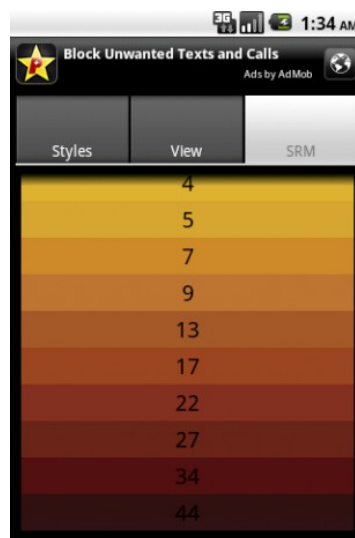 3G 1:34 AM
P Block Unwanted Texts and Calls
Ads by AdMob
Styles View SRM
4
5
7
9
13
17
22
27
34
44